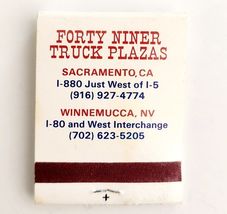 FORTY NINER
TRUCK PLAZAS
SACRAMENTO, CA
I-880 Just West of I-5
(916) 927-4774
WINNEMUCCA, NV
I-80 and West Interchange
(702) 623-5205